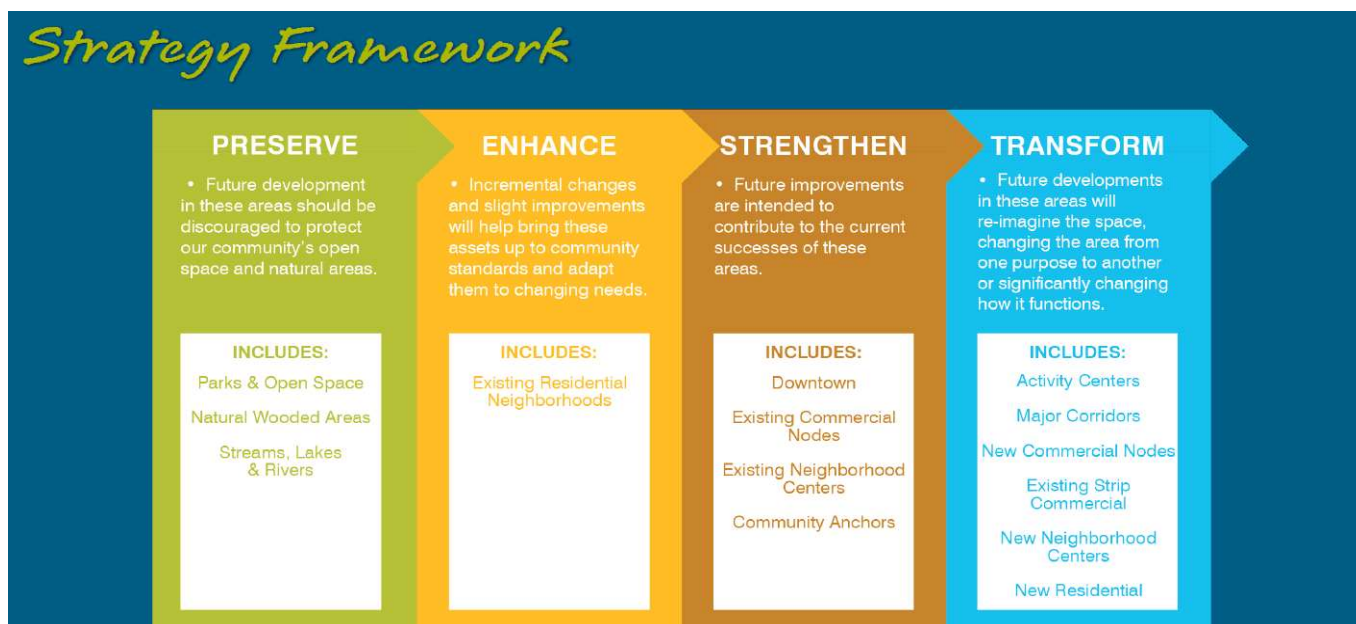 Strategy Framework
PRESERVE
• Future development
in these areas should be
discouraged to protect
our community's open
space and natural areas.
INCLUDES:
Parks & Open Space
Natural Wooded Areas
Streams, Lakes
& Rivers
ENHANCE
• Incremental changes
and slight improvements
will help bring these
assets up to community
standards and adapt
them to changing needs.
INCLUDES:
Existing Residential
Neighborhoods
STRENGTHEN
• Future improvements
are intended to
contribute to the current
successes of these
areas.
INCLUDES:
Downtown
Existing Commercial
Nodes
Existing Neighborhood
Centers
Community Anchors
TRANSFORM
• Future developments
in these areas will
re-imagine the space,
changing the area from
one purpose to another
or significantly changing
how it functions.
INCLUDES:
Activity Centers
Major Corridors
New Commercial Nodes
Existing Strip
Commercial
New Neighborhood
Centers
New Residential